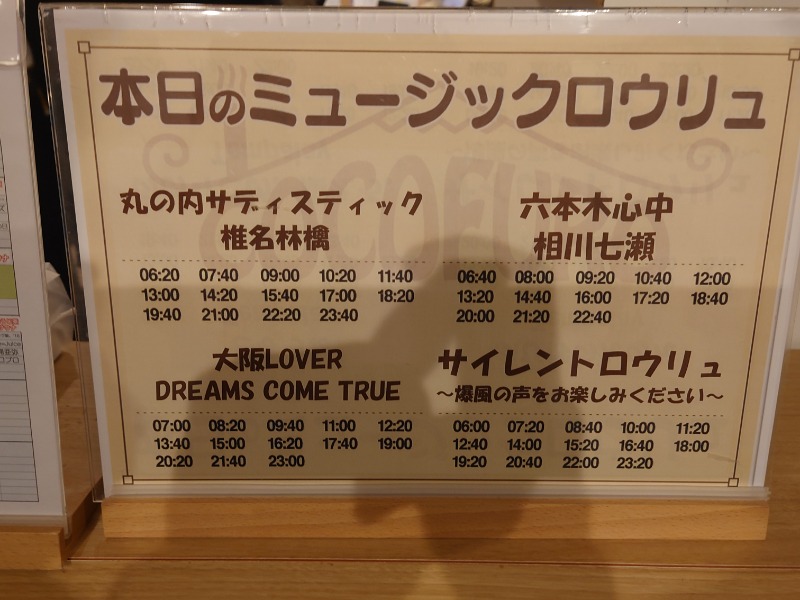 本日のミュージックロウリュ
丸の内サディスティック
椎名林檎
06:20 07:40 09:00 10:20 11:40
13:00 14:20 15:40 17:00 18:20
19:40 21:00 22:20 23:40
六本木心中
相川七瀬
06:40 08:00 09:20 10:40 12:00
13:20 14:40 16:00 17:20 18:40
20:00 21:20 22:40
大阪LOVER
DREAMS COME TRUE
07:00 08:20 09:40 11:00 12:20
13:40 15:00 16:20 17:40 19:00
20:20 21:40 23:00
サイレントロウリュ
～爆風の声をお楽しみください～
06:00 07:20 08:40 10:00 11:20
12:40 14:00 15:20 16:40 18:00
19:20 20:40 22:00 23:20